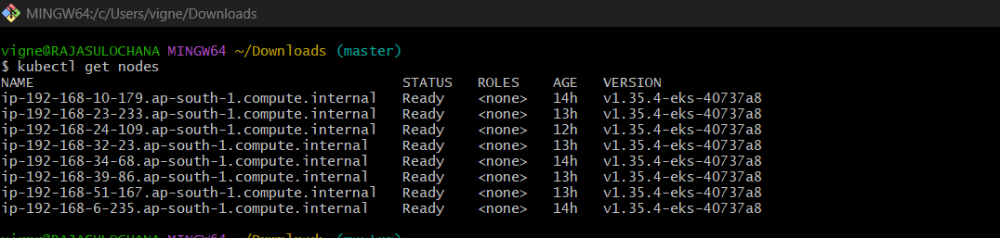 MINGW64:/c/Users/vigne/Downloads
vigne@RAJASULOCHANA MINGW64 ~/Downloads (master)
$ kubectl get nodes
NAME STATUS ROLES AGE VERSION
ip-192-168-10-179.ap-south-1.compute.internal Ready <none> 14h v1.35.4-eks-40737a8
ip-192-168-23-233.ap-south-1.compute.internal Ready <none> 13h v1.35.4-eks-40737a8
ip-192-168-24-109.ap-south-1.compute.internal Ready <none> 12h v1.35.4-eks-40737a8
ip-192-168-32-23.ap-south-1.compute.internal Ready <none> 13h v1.35.4-eks-40737a8
ip-192-168-34-68.ap-south-1.compute.internal Ready <none> 14h v1.35.4-eks-40737a8
ip-192-168-39-86.ap-south-1.compute.internal Ready <none> 13h v1.35.4-eks-40737a8
ip-192-168-51-167.ap-south-1.compute.internal Ready <none> 13h v1.35.4-eks-40737a8
ip-192-168-6-235.ap-south-1.compute.internal Ready <none> 14h v1.35.4-eks-40737a8